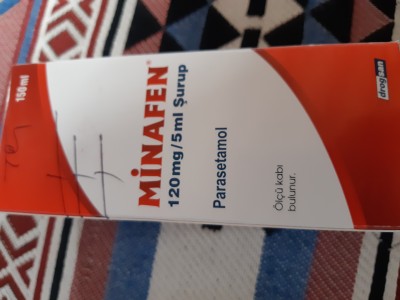 150 ml
MİNAFEN®
120 mg/5 ml Şurup
Parasetamol
Ölçü kabı
bulunur.
drogsan